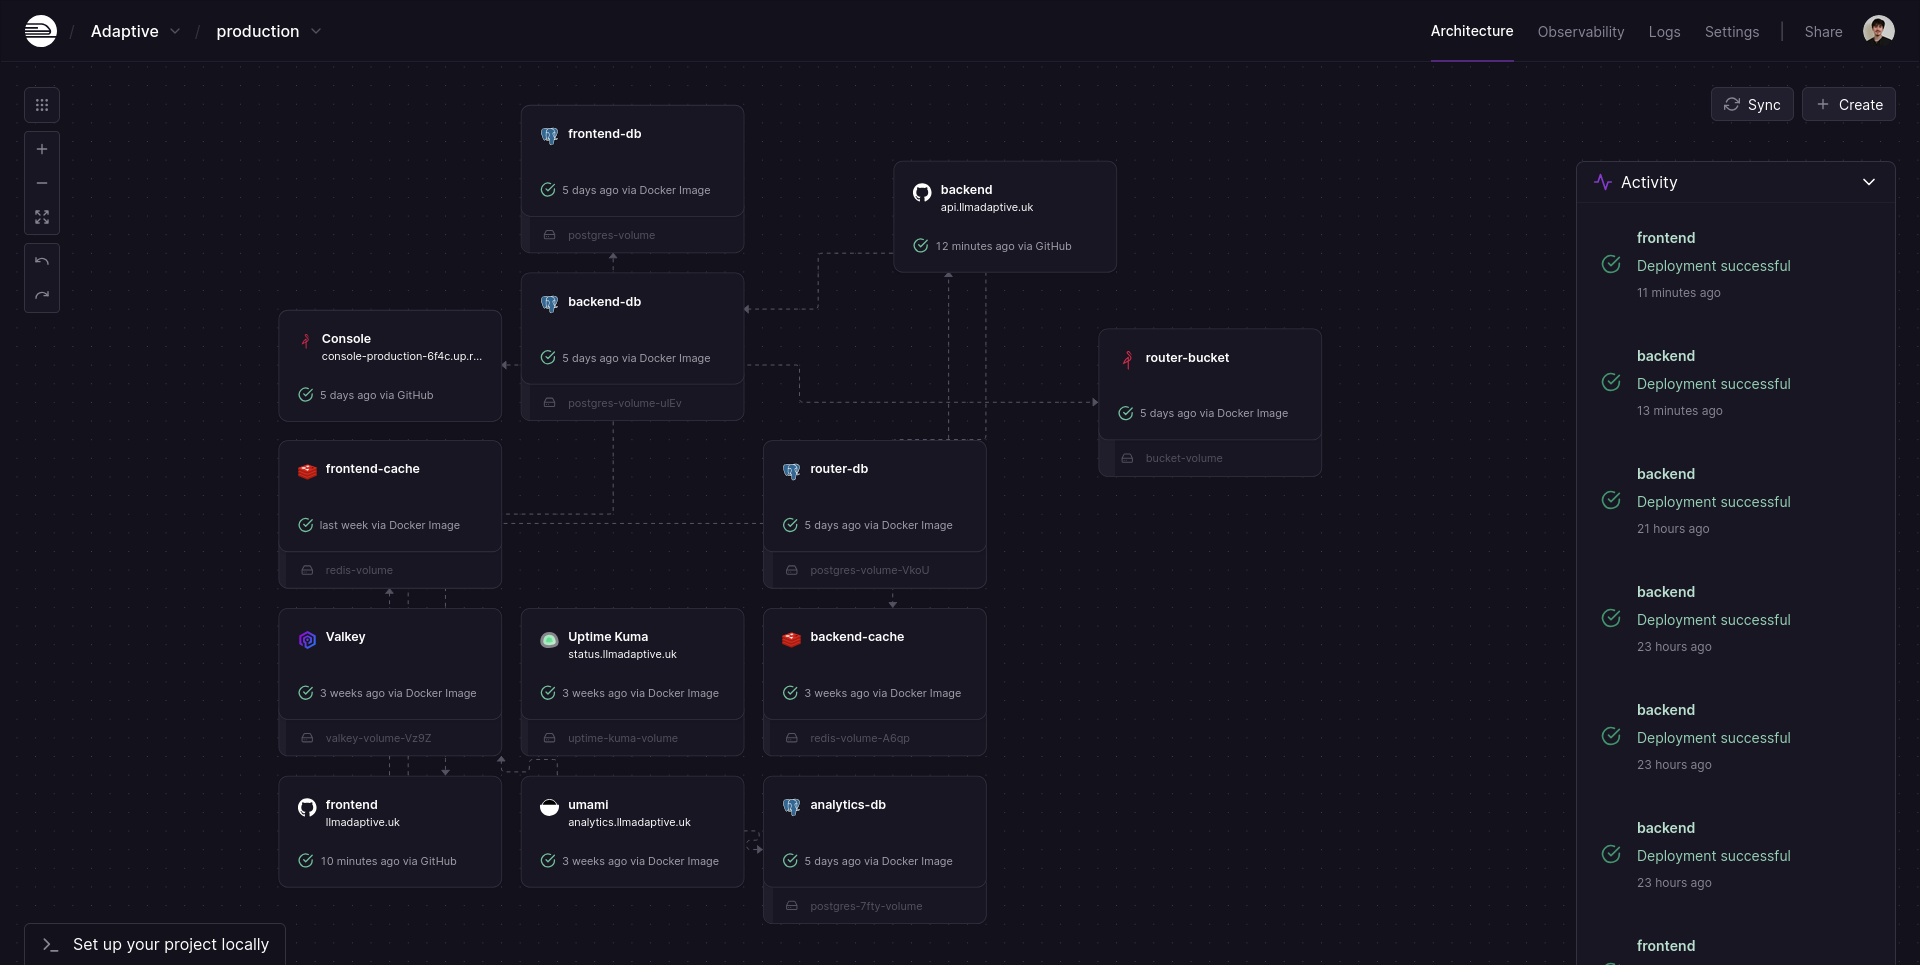 / Adaptive / production
Architecture Observability Logs Settings Share
Sync Create
frontend-db
5 days ago via Docker Image
postgres-volume
backend
api.llmadaptive.uk
12 minutes ago via GitHub
backend-db
5 days ago via Docker Image
postgres-volume-ulEv
Console
console-production-6f4c.up.r...
5 days ago via GitHub
router-bucket
5 days ago via Docker Image
bucket-volume
frontend-cache
last week via Docker Image
redis-volume
router-db
5 days ago via Docker Image
postgres-volume-VkoU
Valkey
3 weeks ago via Docker Image
valkey-volume-Vz9Z
Uptime Kuma
status.llmadaptive.uk
3 weeks ago via Docker Image
uptime-kuma-volume
backend-cache
3 weeks ago via Docker Image
redis-volume-A6qp
frontend
llmadaptive.uk
10 minutes ago via GitHub
umami
analytics.llmadaptive.uk
3 weeks ago via Docker Image
analytics-db
5 days ago via Docker Image
postgres-7fty-volume
Set up your project locally
Activity
frontend
Deployment successful
11 minutes ago
backend
Deployment successful
13 minutes ago
backend
Deployment successful
21 hours ago
backend
Deployment successful
23 hours ago
backend
Deployment successful
23 hours ago
backend
Deployment successful
23 hours ago
frontend